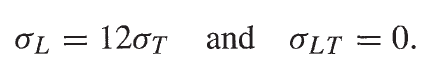 σL = 12σT and σLT = 0.